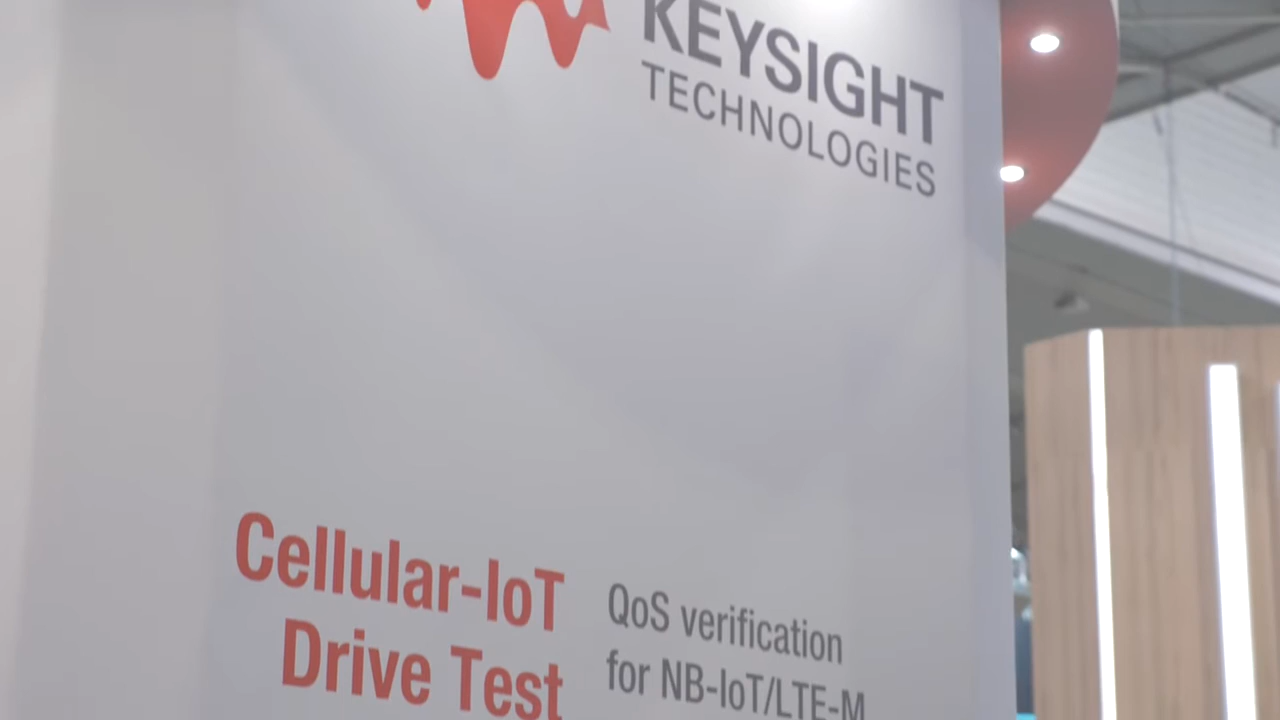 KEYSIGHT
TECHNOLOGIES
Cellular-IoT
Drive Test
QoS verification
for NB-IoT/LTE-M